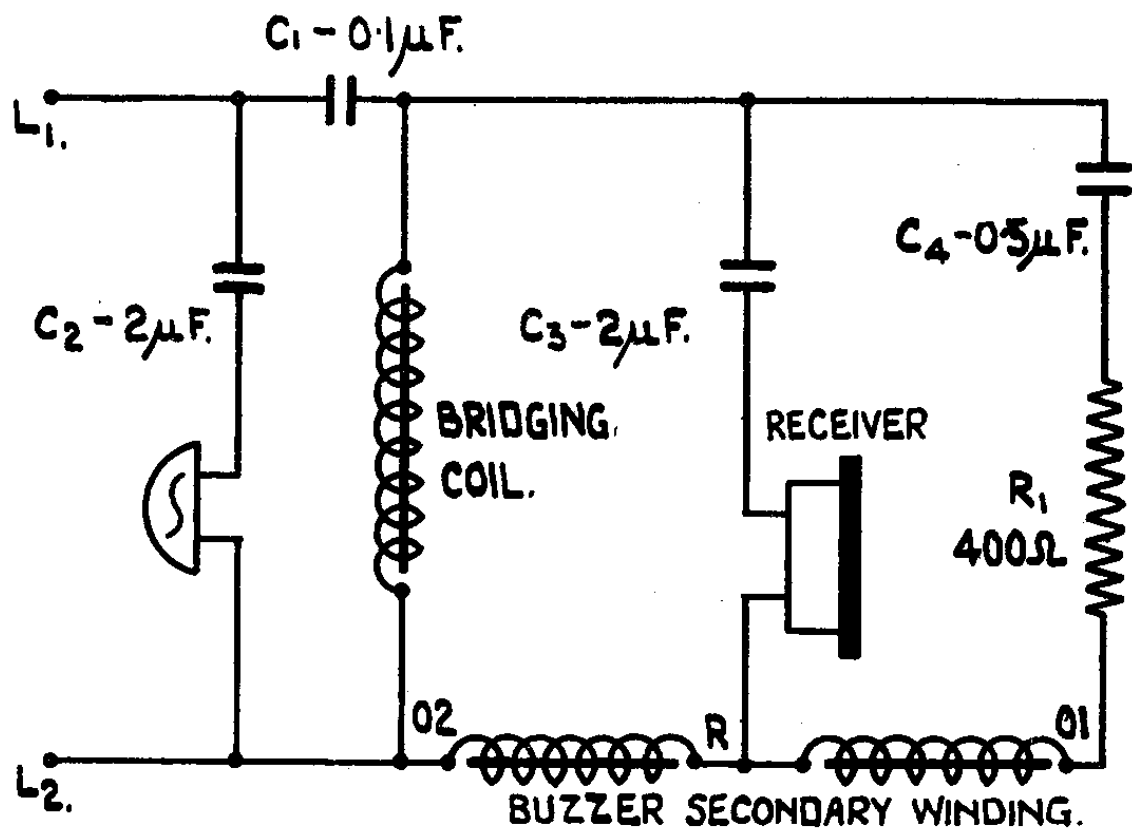 C₁ – 0·1µF.
L₁.
C₄ – 0·5µF.
C₂ – 2µF.
C₃ – 2µF.
BRIDGING.
COIL.
RECEIVER
R₁
400Ω
02
R
01
L₂.
BUZZER SECONDARY WINDING.